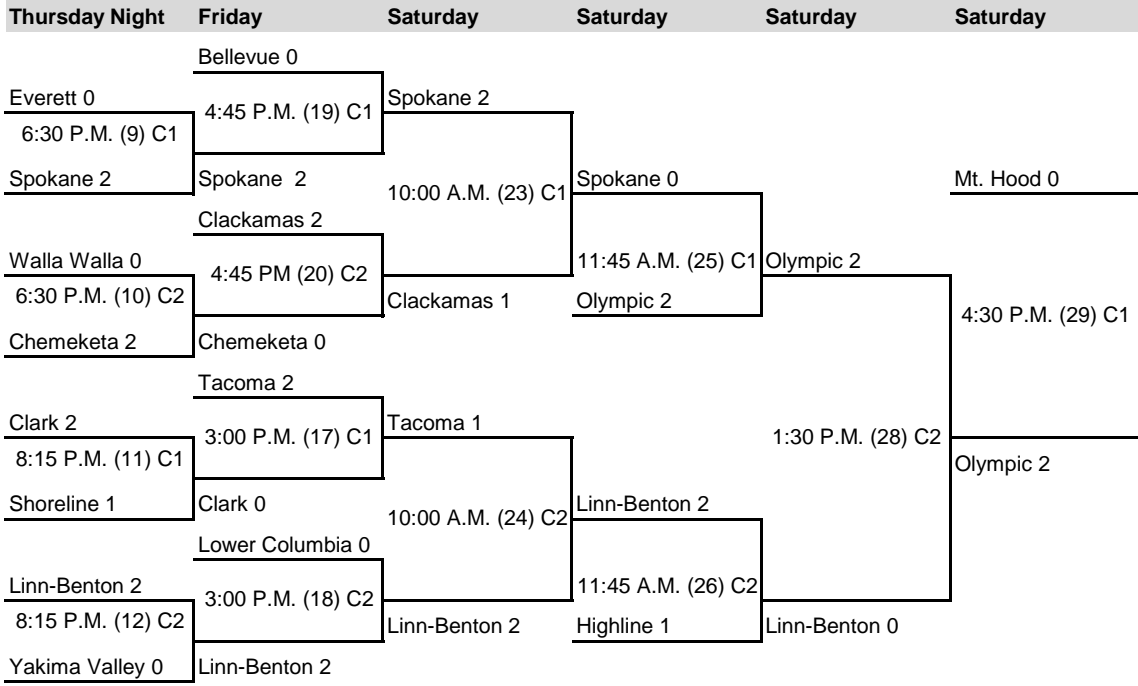 Thursday Night Friday Saturday Saturday Saturday Saturday
Bellevue 0
Everett 0 Spokane 2
4:45 P.M. (19) C1
6:30 P.M. (9) C1
Spokane 2 Spokane 2 Spokane 0 Mt. Hood 0
10:00 A.M. (23) C1
Clackamas 2
Walla Walla 0 11:45 A.M. (25) C1 Olympic 2
4:45 PM (20) C2
6:30 P.M. (10) C2 Clackamas 1 Olympic 2
4:30 P.M. (29) C1
Chemeketa 2 Chemeketa 0
Tacoma 2
Clark 2 Tacoma 1
3:00 P.M. (17) C1 1:30 P.M. (28) C2
8:15 P.M. (11) C1 Olympic 2
Shoreline 1 Clark 0 Linn-Benton 2
10:00 A.M. (24) C2
Lower Columbia 0
Linn-Benton 2 11:45 A.M. (26) C2
3:00 P.M. (18) C2
8:15 P.M. (12) C2 Linn-Benton 2 Highline 1 Linn-Benton 0
Yakima Valley 0 Linn-Benton 2